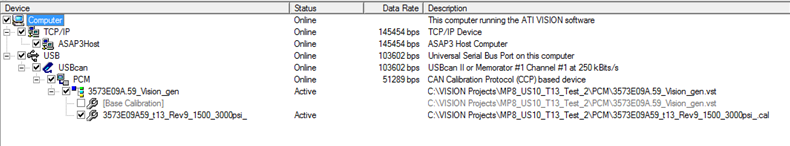 Device Status Data Rate Description
Computer Online This computer running the ATI VISION software
TCP/IP Online 145454 bps TCP/IP Device
ASAP3Host Online 145454 bps ASAP3 Host Computer
USB Online 103602 bps Universal Serial Bus Port on this computer
USBcan Online 103602 bps USBcan II or Memorator #1 Channel #1 at 250 kBits/s
PCM Online 51289 bps CAN Calibration Protocol (CCP) based device
3573E09A.59_Vision_gen Active C:\VISION Projects\MP8_US10_T13_Test_2\PCM\3573E09A.59_Vision_gen.vst
[Base Calibration] C:\VISION Projects\MP8_US10_T13_Test_2\PCM\3573E09A.59_Vision_gen.vst
3573E09A59_t13_Rev9_1500_3000psi_ Active C:\VISION Projects\MP8_US10_T13_Test_2\PCM\3573E09A59_t13_Rev9_1500_3000psi_.cal